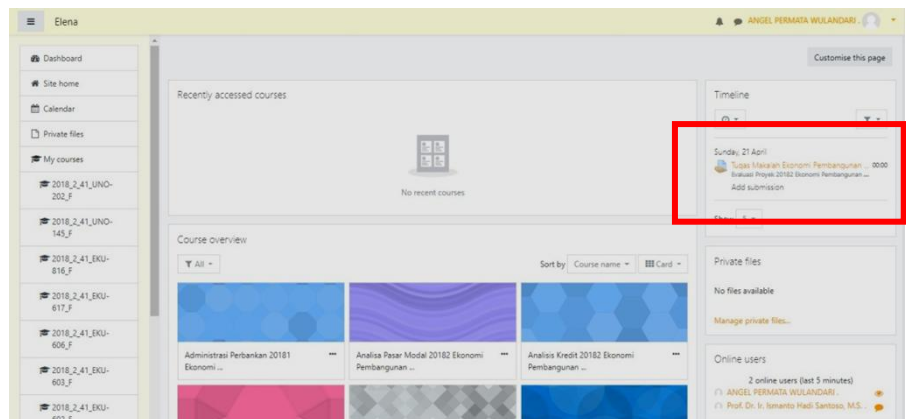 Elena
ANGEL PERMATA WULANDARI .
Dashboard
Site home
Calendar
Private files
My courses
2018_2_41_UNO-
202_F
2018_2_41_UNO-
145_F
2018_2_41_EKU-
816_F
2018_2_41_EKU-
617_F
2018_2_41_EKU-
606_F
2018_2_41_EKU-
603_F
2018_2_41_EKU-
Customise this page
Recently accessed courses
No recent courses
Course overview
All
Sort by Course name Card
Administrasi Perbankan 20181
Ekonomi ...
Analisa Pasar Modal 20182 Ekonomi
Pembangunan ...
Analisis Kredit 20182 Ekonomi
Pembangunan ...
Timeline
Sunday, 21 April
Tugas Makalah Ekonomi Pembangunan ... 00:00
Evaluasi Proyek 20182 Ekonomi Pembangunan ...
Add submission
Private files
No files available
Manage private files...
Online users
2 online users (last 5 minutes)
ANGEL PERMATA WULANDARI .
Prof. Dr. Ir. Ismanto Hadi Santoso, M.S. .